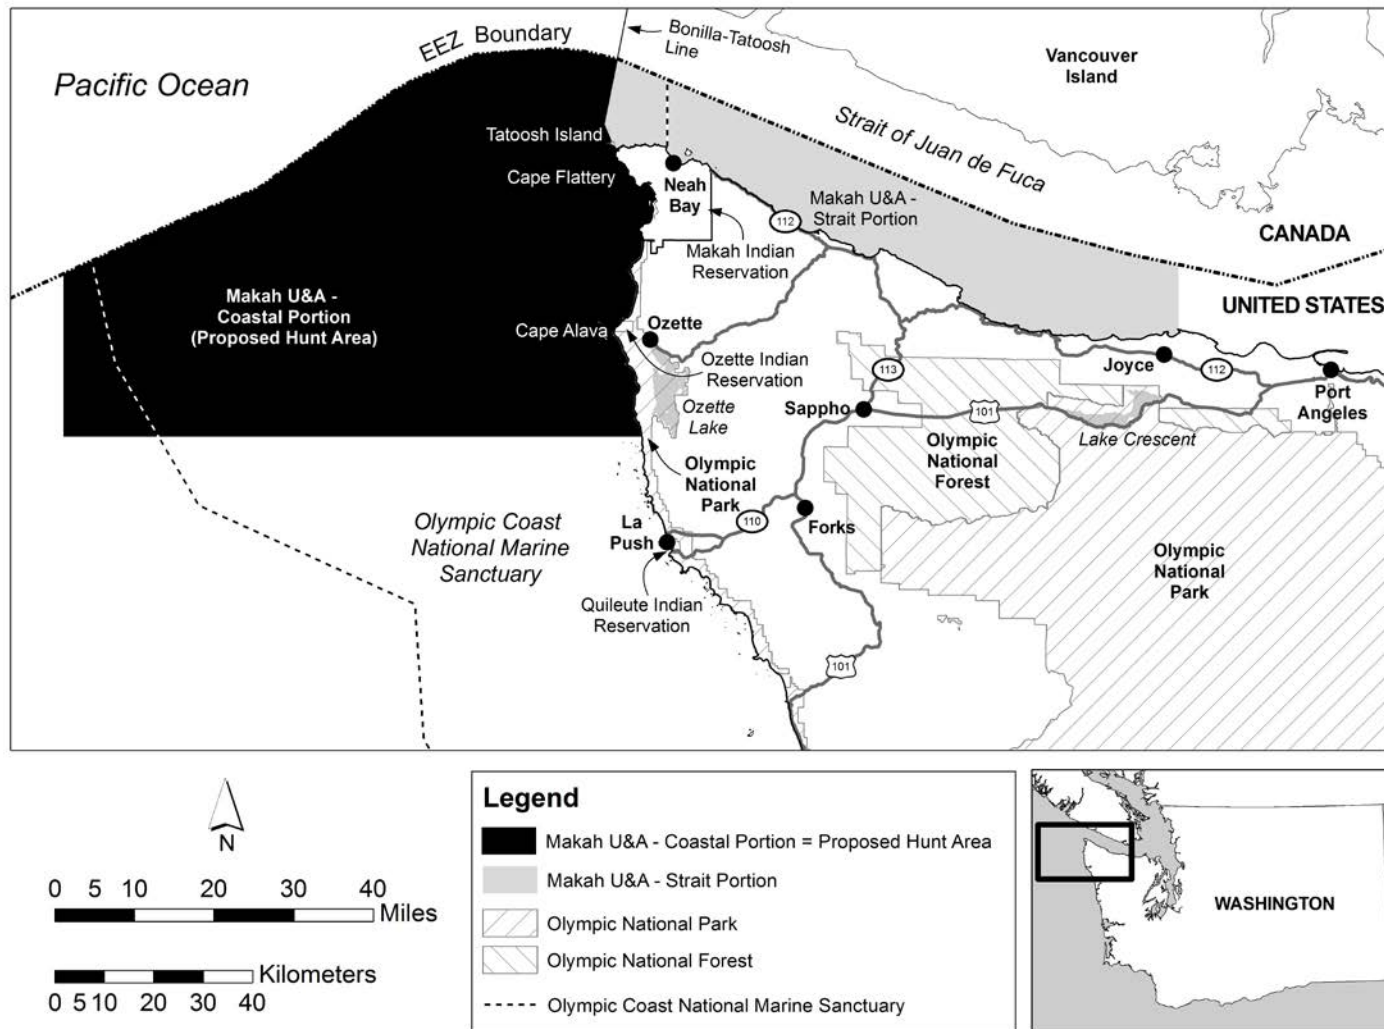 EEZ Boundary
Bonilla-Tatoosh
Line
Vancouver
Island
Pacific Ocean
Strait of Juan de Fuca
Tatoosh Island
Cape Flattery
Neah
Bay
Makah U&A -
Strait Portion
112
CANADA
Makah Indian
Reservation
Makah U&A -
Coastal Portion
(Proposed Hunt Area)
UNITED STATES
Cape Alava
Ozette
Ozette Indian
Reservation
113
Joyce
112
Port
Angeles
Ozette
Lake
Sappho
101
Lake Crescent
Olympic
National
Forest
Olympic
National
Park
Olympic Coast
National Marine
Sanctuary
La
Push
110
Forks
Olympic
National
Park
Quileute Indian
Reservation
101
N
0 5 10 20 30 40
Miles
Kilometers
0 5 10 20 30 40
Legend
Makah U&A - Coastal Portion = Proposed Hunt Area
Makah U&A - Strait Portion
Olympic National Park
Olympic National Forest
Olympic Coast National Marine Sanctuary
WASHINGTON